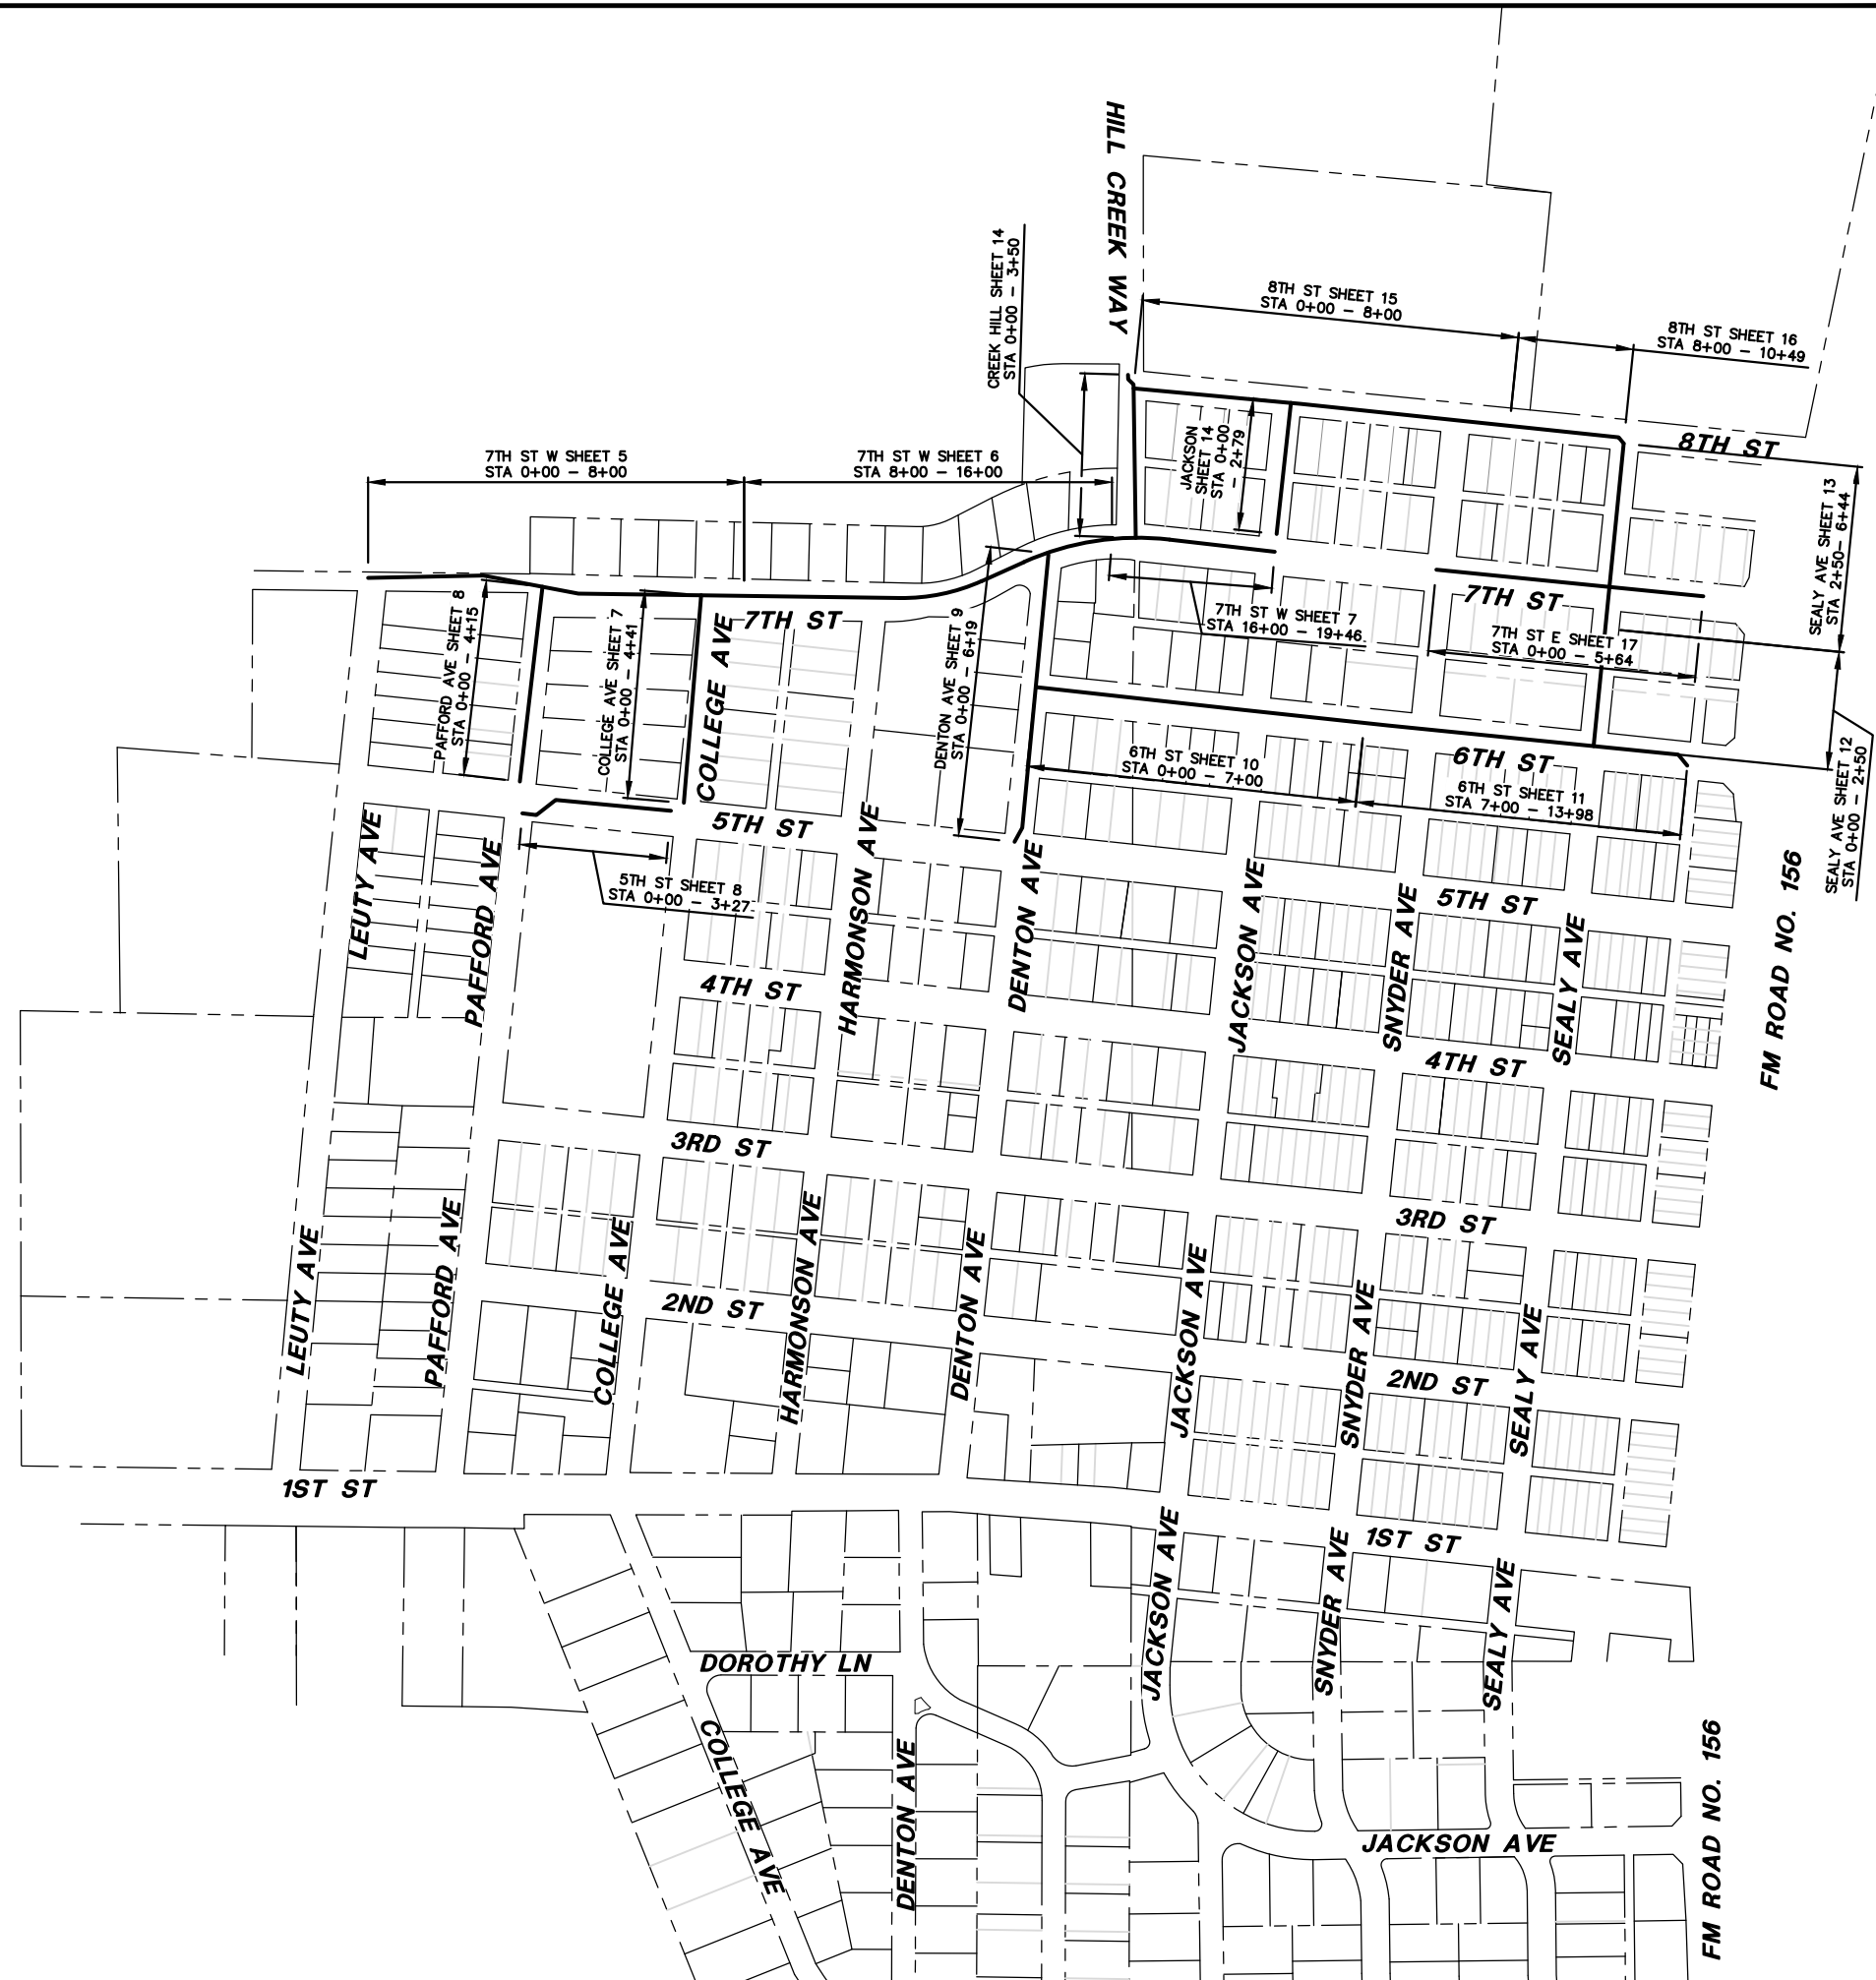 HILL CREEK WAY
CREEK HILL SHEET 14
STA 0+00 – 3+50
8TH ST SHEET 15
STA 0+00 – 8+00
8TH ST SHEET 16
STA 8+00 – 10+49
7TH ST W SHEET 5
STA 0+00 – 8+00
7TH ST W SHEET 6
STA 8+00 – 16+00
JACKSON
SHEET 14
STA 0+00
– 2+79
8TH ST
SEALY AVE SHEET 13
STA 2+50– 6+44
PAFFORD AVE SHEET 8
STA 0+00 – 4+15
COLLEGE AVE SHEET 7
STA 0+00 – 4+41
COLLEGE AVE
7TH ST
DENTON AVE SHEET 9
STA 0+00 – 6+19
7TH ST W SHEET 7
STA 16+00 – 19+46
7TH ST
7TH ST E SHEET 17
STA 0+00 – 5+64
6TH ST SHEET 10
STA 0+00 – 7+00
6TH ST
6TH ST SHEET 11
STA 7+00 – 13+98
SEALY AVE SHEET 12
STA 0+00 – 2+50
LEUTY AVE
PAFFORD AVE
5TH ST
5TH ST SHEET 8
STA 0+00 – 3+27
HARMONSON AVE
DENTON AVE
JACKSON AVE
SNYDER AVE
5TH ST
SEALY AVE
FM ROAD NO. 156
4TH ST
4TH ST
3RD ST
3RD ST
LEUTY AVE
PAFFORD AVE
COLLEGE AVE
2ND ST
HARMONSON AVE
DENTON AVE
JACKSON AVE
SNYDER AVE
2ND ST
SEALY AVE
1ST ST
1ST ST
JACKSON AVE
SNYDER AVE
SEALY AVE
DOROTHY LN
COLLEGE AVE
DENTON AVE
JACKSON AVE
FM ROAD NO. 156